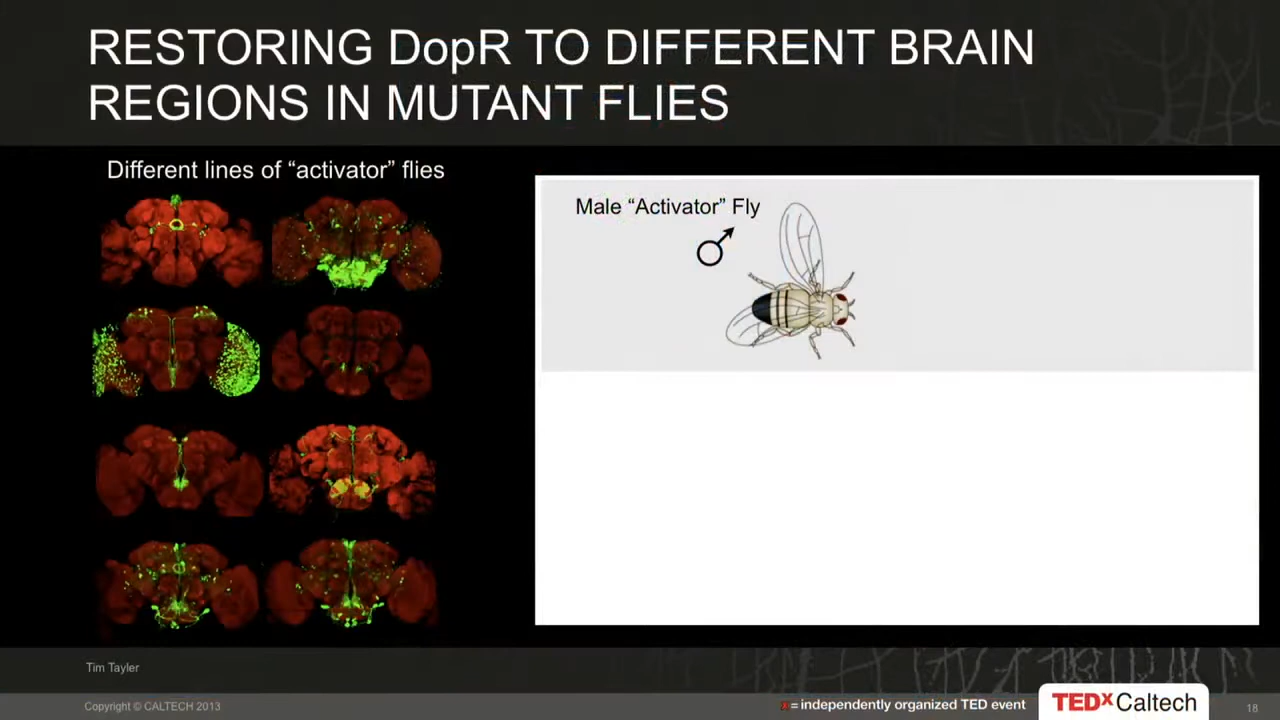 RESTORING DopR TO DIFFERENT BRAIN
REGIONS IN MUTANT FLIES
Different lines of “activator” flies
Male “Activator” Fly
Tim Tayler
Copyright © CALTECH 2013
x = independently organized TED event
TEDxCaltech
18